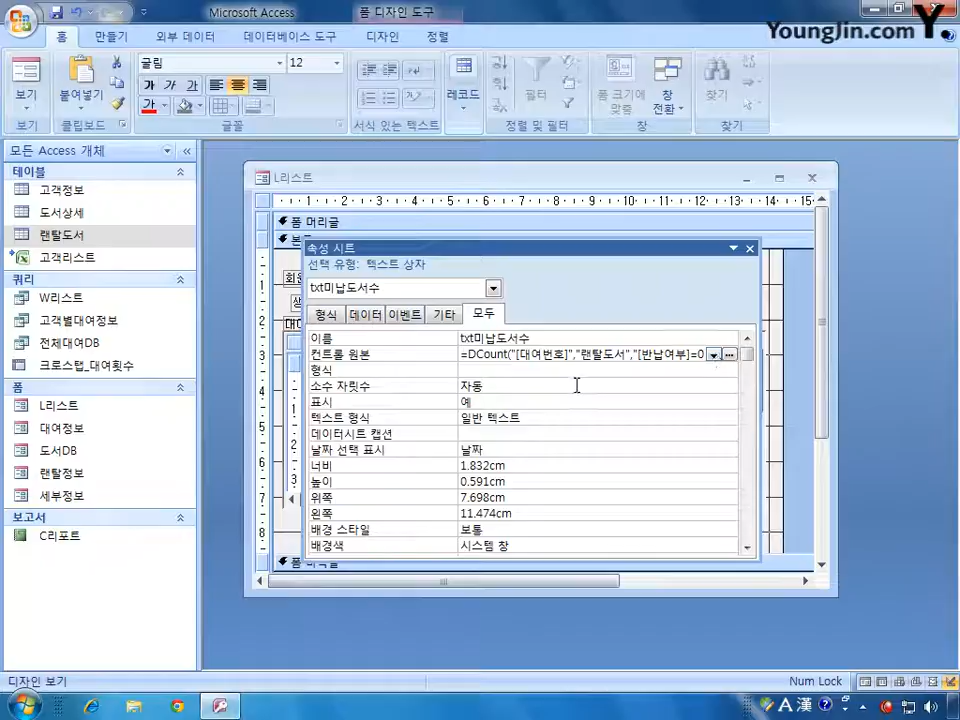 Microsoft Access
폼 디자인 도구
YoungJin.com
홈
만들기
외부 데이터
데이터베이스 도구
디자인
정렬
보기
붙여넣기
클립보드
굴림
12
가 가 가
글꼴
서식 있는 텍스트
레코드
필터
정렬 및 필터
폼 크기에
맞춤
창
전환
창
찾기
찾기
모든 Access 개체
테이블
고객정보
도서상세
랜탈도서
고객리스트
쿼리
W리스트
고객별대여정보
전체대여DB
크로스탭_대여횟수
폼
L리스트
대여정보
도서DB
랜탈정보
세부정보
보고서
C리포트
L리스트
폼 머리글
속성 시트
선택 유형: 텍스트 상자
txt미납도서수
형식
데이터
이벤트
기타
모두
이름 txt미납도서수
컨트롤 원본 =DCount("[대여번호]","랜탈도서","[반납여부]=0
형식
소수 자릿수 자동
표시 예
텍스트 형식 일반 텍스트
데이터시트 캡션
날짜 선택 표시 날짜
너비 1.832cm
높이 0.591cm
위쪽 7.698cm
왼쪽 11.474cm
배경 스타일 보통
배경색 시스템 창
디자인 보기
Num Lock
A 漢